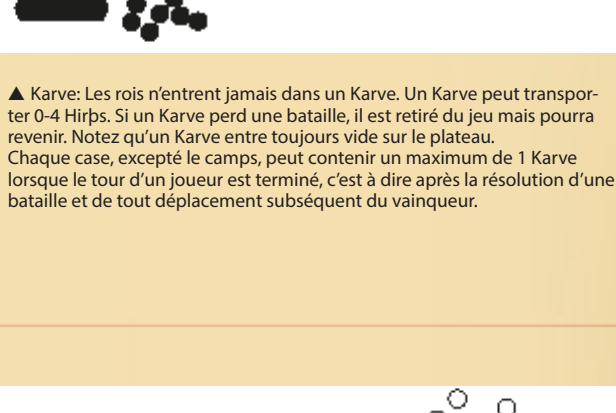 ▲ Karve: Les rois n’entrent jamais dans un Karve. Un Karve peut transpor-
ter 0-4 Hirþs. Si un Karve perd une bataille, il est retiré du jeu mais pourra
revenir. Notez qu’un Karve entre toujours vide sur le plateau.
Chaque case, excepté le camps, peut contenir un maximum de 1 Karve
lorsque le tour d’un joueur est terminé, c’est à dire après la résolution d’une
bataille et de tout déplacement subséquent du vainqueur.